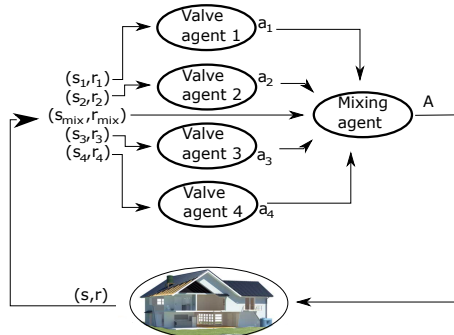 Valve
agent 1
a₁
(s₁,r₁)
(s₂,r₂)
Valve
agent 2
a₂
(sₘᵢₓ,rₘᵢₓ)
Mixing
agent
A
(s₃,r₃)
(s₄,r₄)
Valve
agent 3
a₃
Valve
agent 4
a₄
(s,r)